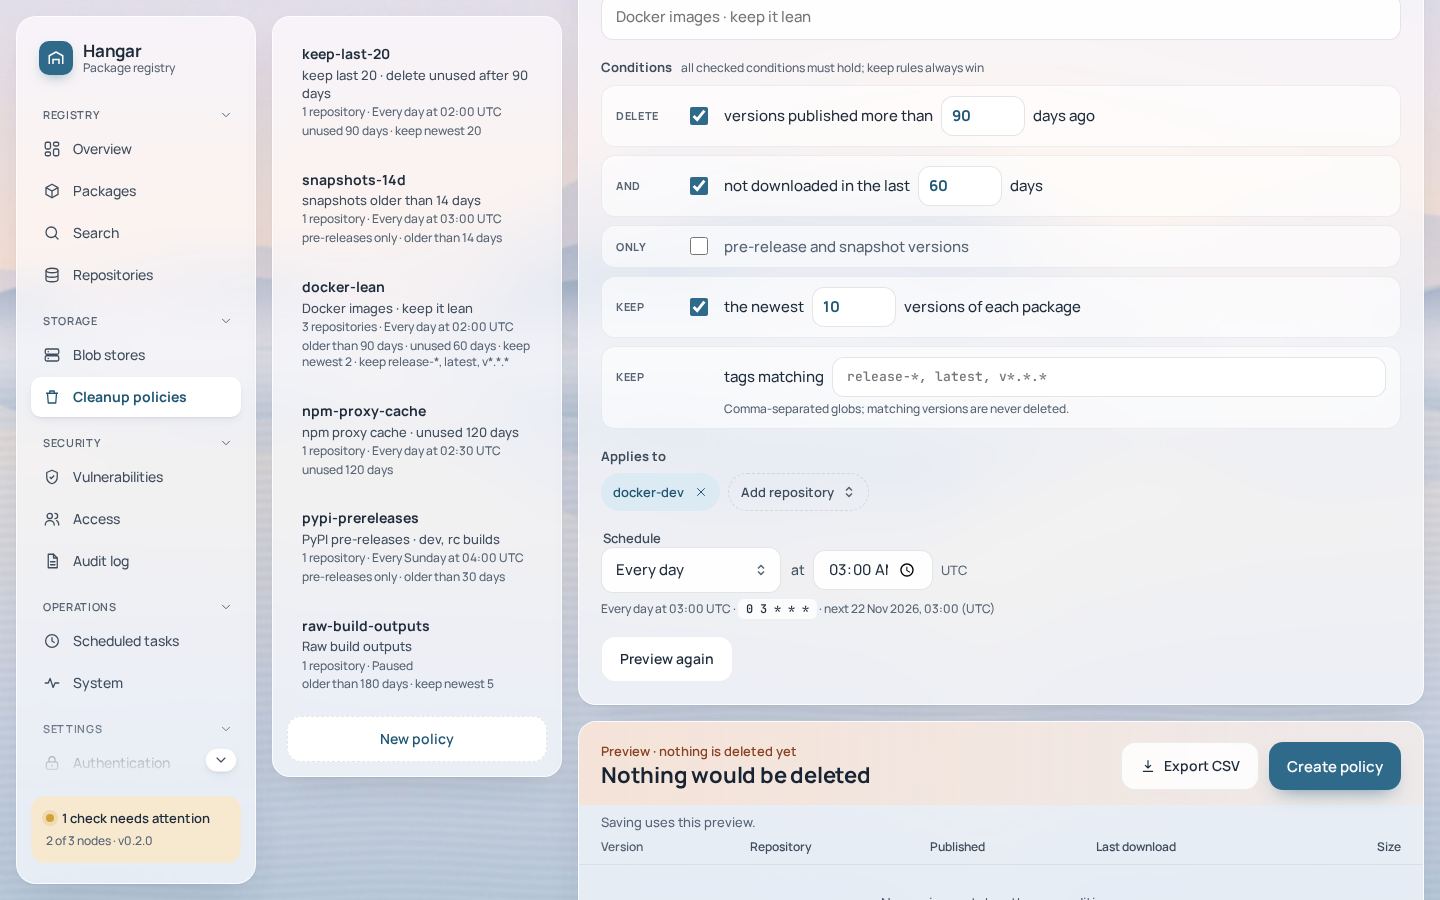 Hangar
Package registry
REGISTRY
Overview
Packages
Search
Repositories
STORAGE
Blob stores
Cleanup policies
SECURITY
Vulnerabilities
Access
Audit log
OPERATIONS
Scheduled tasks
System
SETTINGS
Authentication
1 check needs attention
2 of 3 nodes · v0.2.0
keep-last-20
keep last 20 · delete unused after 90
days
1 repository · Every day at 02:00 UTC
unused 90 days · keep newest 20
snapshots-14d
snapshots older than 14 days
1 repository · Every day at 03:00 UTC
pre-releases only · older than 14 days
docker-lean
Docker images · keep it lean
3 repositories · Every day at 02:00 UTC
older than 90 days · unused 60 days · keep
newest 2 · keep release-*, latest, v*.*.*
npm-proxy-cache
npm proxy cache · unused 120 days
1 repository · Every day at 02:30 UTC
unused 120 days
pypi-prereleases
PyPI pre-releases · dev, rc builds
1 repository · Every Sunday at 04:00 UTC
pre-releases only · older than 30 days
raw-build-outputs
Raw build outputs
1 repository · Paused
older than 180 days · keep newest 5
New policy
Docker images · keep it lean
Conditions all checked conditions must hold; keep rules always win
DELETE versions published more than 90 days ago
AND not downloaded in the last 60 days
ONLY pre-release and snapshot versions
KEEP the newest 10 versions of each package
KEEP tags matching release-*, latest, v*.*.*
Comma-separated globs; matching versions are never deleted.
Applies to
docker-dev Add repository
Schedule
Every day at 03:00 UTC
Every day at 03:00 UTC · 0 3 * * * · next 22 Nov 2026, 03:00 (UTC)
Preview again
Preview · nothing is deleted yet
Nothing would be deleted
Export CSV
Create policy
Saving uses this preview.
Version Repository Published Last download Size